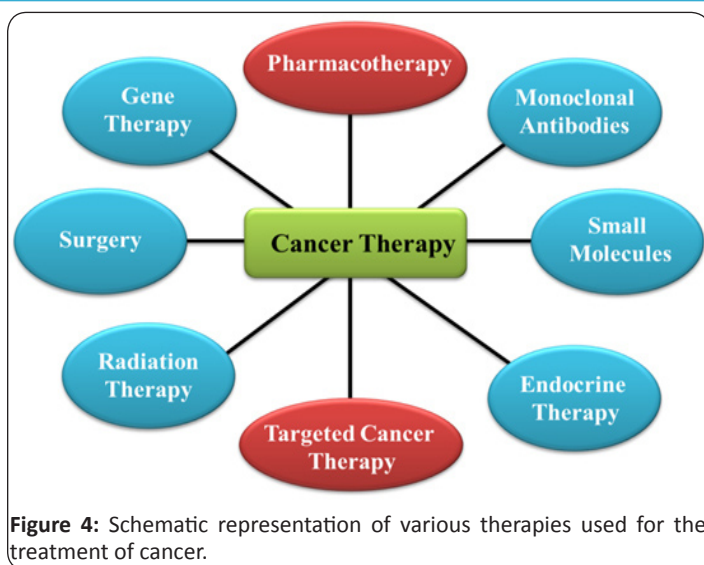 Pharmacotherapy
Gene
Therapy
Monoclonal
Antibodies
Surgery
Cancer Therapy
Small
Molecules
Radiation
Therapy
Endocrine
Therapy
Targeted Cancer
Therapy
Figure 4: Schematic representation of various therapies used for the
treatment of cancer.